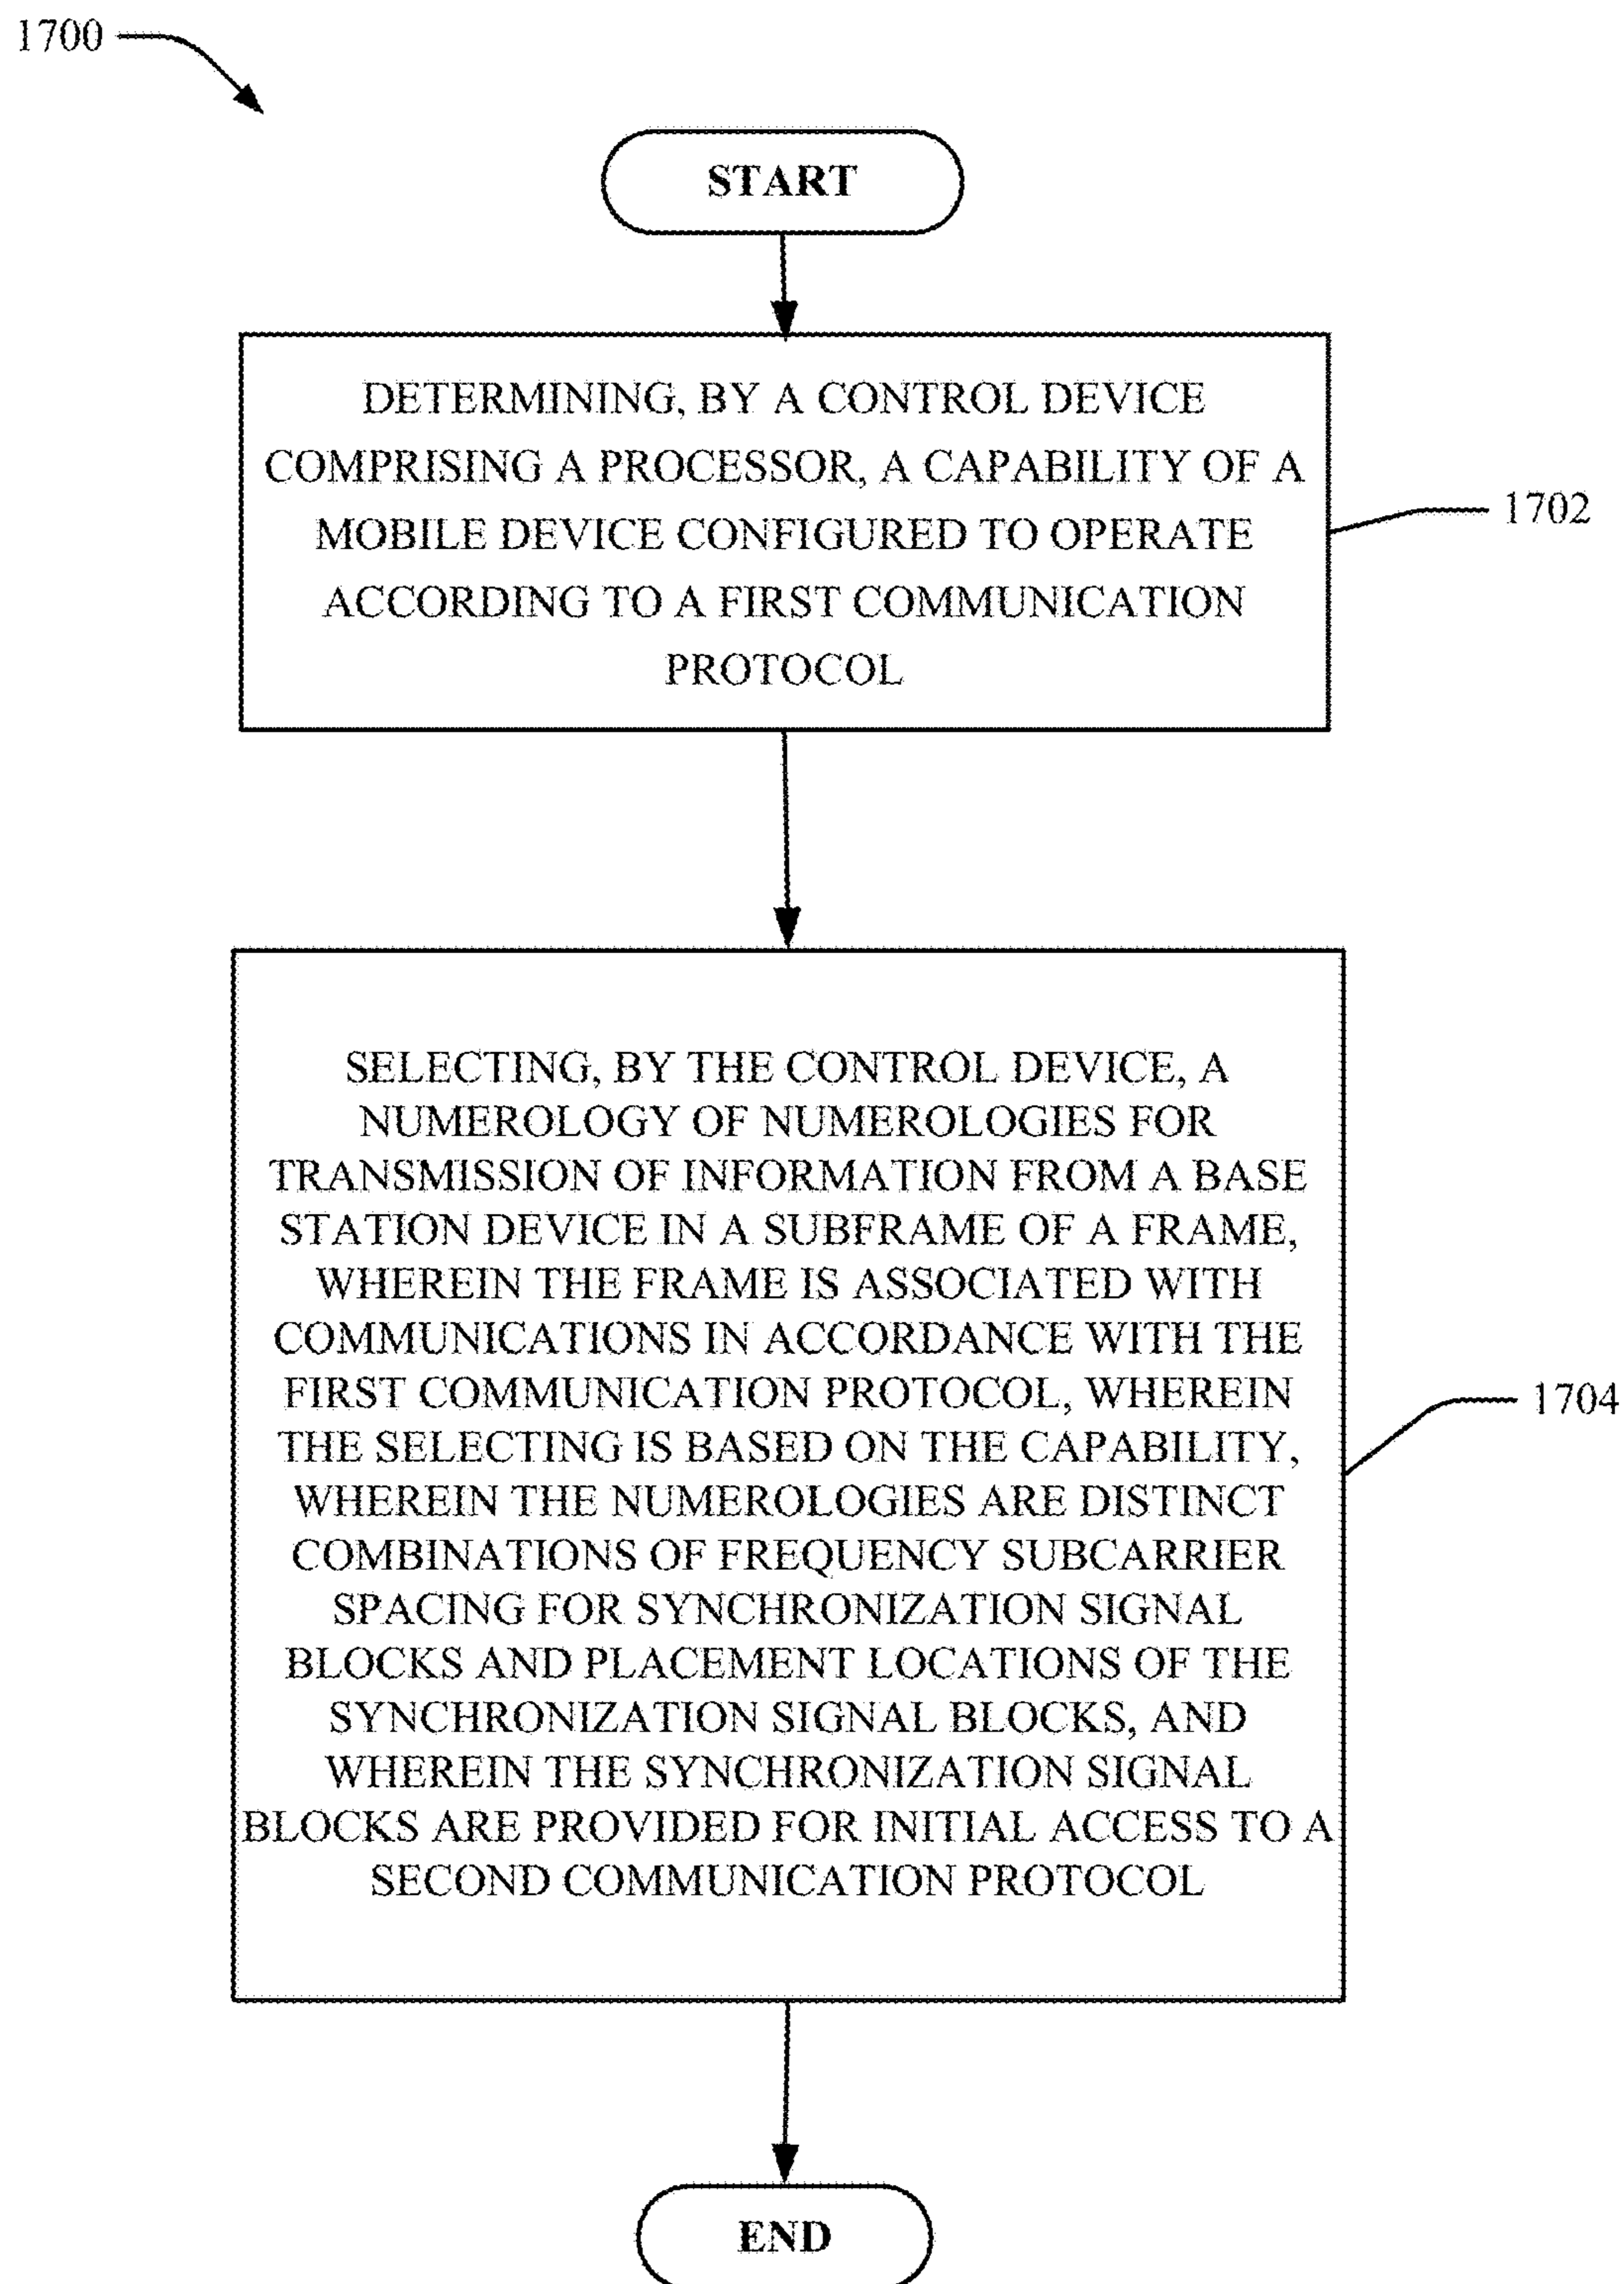 1700
START
DETERMINING, BY A CONTROL DEVICE
COMPRISING A PROCESSOR, A CAPABILITY OF A
MOBILE DEVICE CONFIGURED TO OPERATE
ACCORDING TO A FIRST COMMUNICATION
PROTOCOL
1702
SELECTING, BY THE CONTROL DEVICE, A
NUMEROLOGY OF NUMEROLOGIES FOR
TRANSMISSION OF INFORMATION FROM A BASE
STATION DEVICE IN A SUBFRAME OF A FRAME,
WHEREIN THE FRAME IS ASSOCIATED WITH
COMMUNICATIONS IN ACCORDANCE WITH THE
FIRST COMMUNICATION PROTOCOL, WHEREIN
THE SELECTING IS BASED ON THE CAPABILITY,
WHEREIN THE NUMEROLOGIES ARE DISTINCT
COMBINATIONS OF FREQUENCY SUBCARRIER
SPACING FOR SYNCHRONIZATION SIGNAL
BLOCKS AND PLACEMENT LOCATIONS OF THE
SYNCHRONIZATION SIGNAL BLOCKS, AND
WHEREIN THE SYNCHRONIZATION SIGNAL
BLOCKS ARE PROVIDED FOR INITIAL ACCESS TO A
SECOND COMMUNICATION PROTOCOL
1704
END